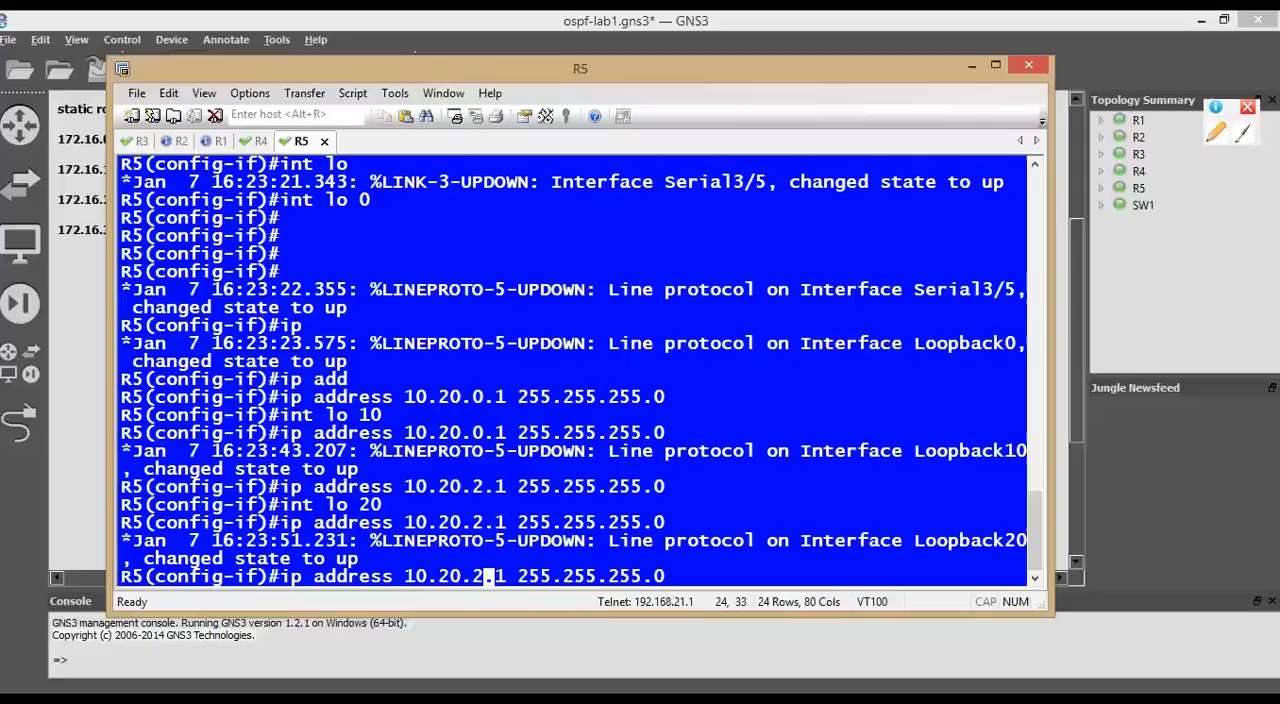 ospf-lab1.gns3* — GNS3
File Edit View Control Device Annotate Tools Help
R5
File Edit View Options Transfer Script Tools Window Help
Enter host <Alt+R>
R3 R2 R1 R4 R5
R5(config-if)#int lo
*Jan  7 16:23:21.343: %LINK-3-UPDOWN: Interface Serial3/5, changed state to up
R5(config-if)#int lo 0
R5(config-if)#
R5(config-if)#
R5(config-if)#
R5(config-if)#
*Jan  7 16:23:22.355: %LINEPROTO-5-UPDOWN: Line protocol on Interface Serial3/5,
changed state to up
R5(config-if)#ip
*Jan  7 16:23:23.575: %LINEPROTO-5-UPDOWN: Line protocol on Interface Loopback0,
changed state to up
R5(config-if)#ip add
R5(config-if)#ip address 10.20.0.1 255.255.255.0
R5(config-if)#int lo 10
R5(config-if)#ip address 10.20.0.1 255.255.255.0
*Jan  7 16:23:43.207: %LINEPROTO-5-UPDOWN: Line protocol on Interface Loopback10
, changed state to up
R5(config-if)#ip address 10.20.2.1 255.255.255.0
R5(config-if)#int lo 20
R5(config-if)#ip address 10.20.2.1 255.255.255.0
*Jan  7 16:23:51.231: %LINEPROTO-5-UPDOWN: Line protocol on Interface Loopback20
, changed state to up
R5(config-if)#ip address 10.20.2.1 255.255.255.0
Ready
Telnet: 192.168.21.1 24, 33 24 Rows, 80 Cols VT100 CAP NUM
static ro
172.16.
172.16.
172.16.
172.16.
Topology Summary
R1
R2
R3
R4
R5
SW1
Jungle Newsfeed
Console
GNS3 management console. Running GNS3 version 1.2.1 on Windows (64-bit).
Copyright (c) 2006-2014 GNS3 Technologies.
=>